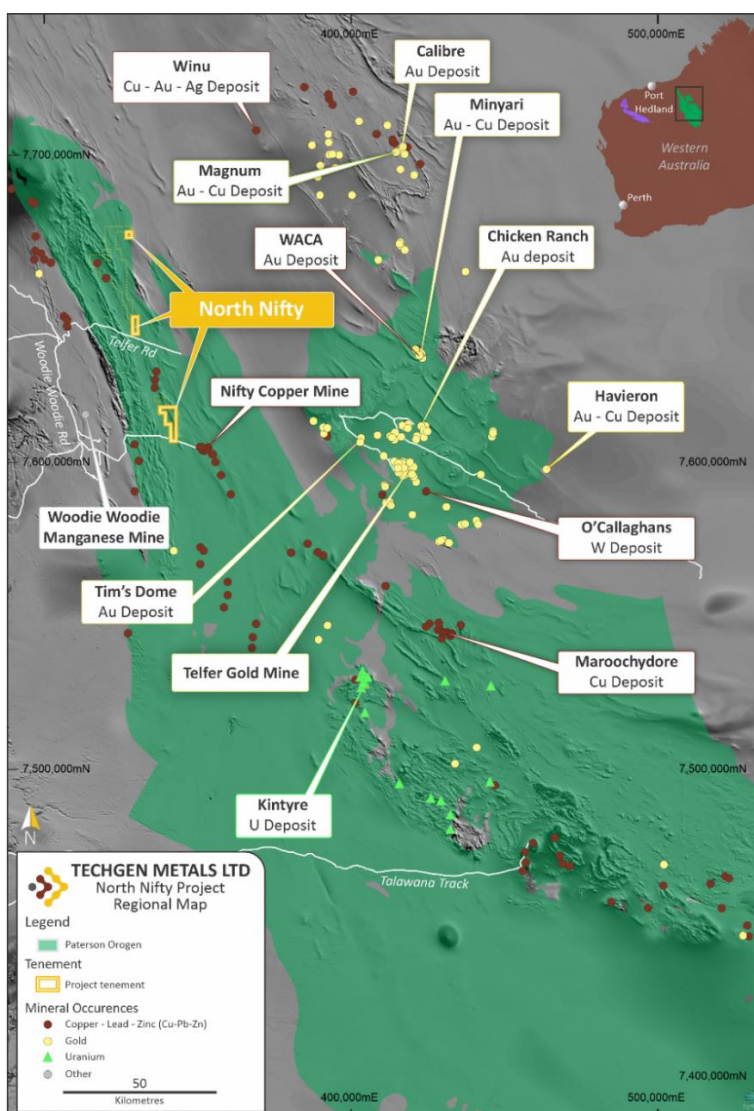 400,000mE
500,000mE
Calibre
Au Deposit
Winu
Cu - Au - Ag Deposit
Port
Hedland
Western
Australia
Perth
Minyari
Au - Cu Deposit
7,700,000mN
Magnum
Au - Cu Deposit
WACA
Au Deposit
Chicken Ranch
Au deposit
North Nifty
Telfer Rd
Woodie Woodie Rd
Nifty Copper Mine
Havieron
Au - Cu Deposit
7,600,000mN
7,600,000mN
Woodie Woodie
Manganese Mine
O'Callaghans
W Deposit
Tim's Dome
Au Deposit
Telfer Gold Mine
Maroochydore
Cu Deposit
7,500,000mN
7,500,000mN
Kintyre
U Deposit
N
Talawana Track
TECHGEN METALS LTD
North Nifty Project
Regional Map
Legend
Paterson Orogen
Tenement
Project tenement
Mineral Occurences
Copper - Lead - Zinc (Cu-Pb-Zn)
Gold
Uranium
Other
50
Kilometres
7,400,000mN
400,000mE
500,000mE